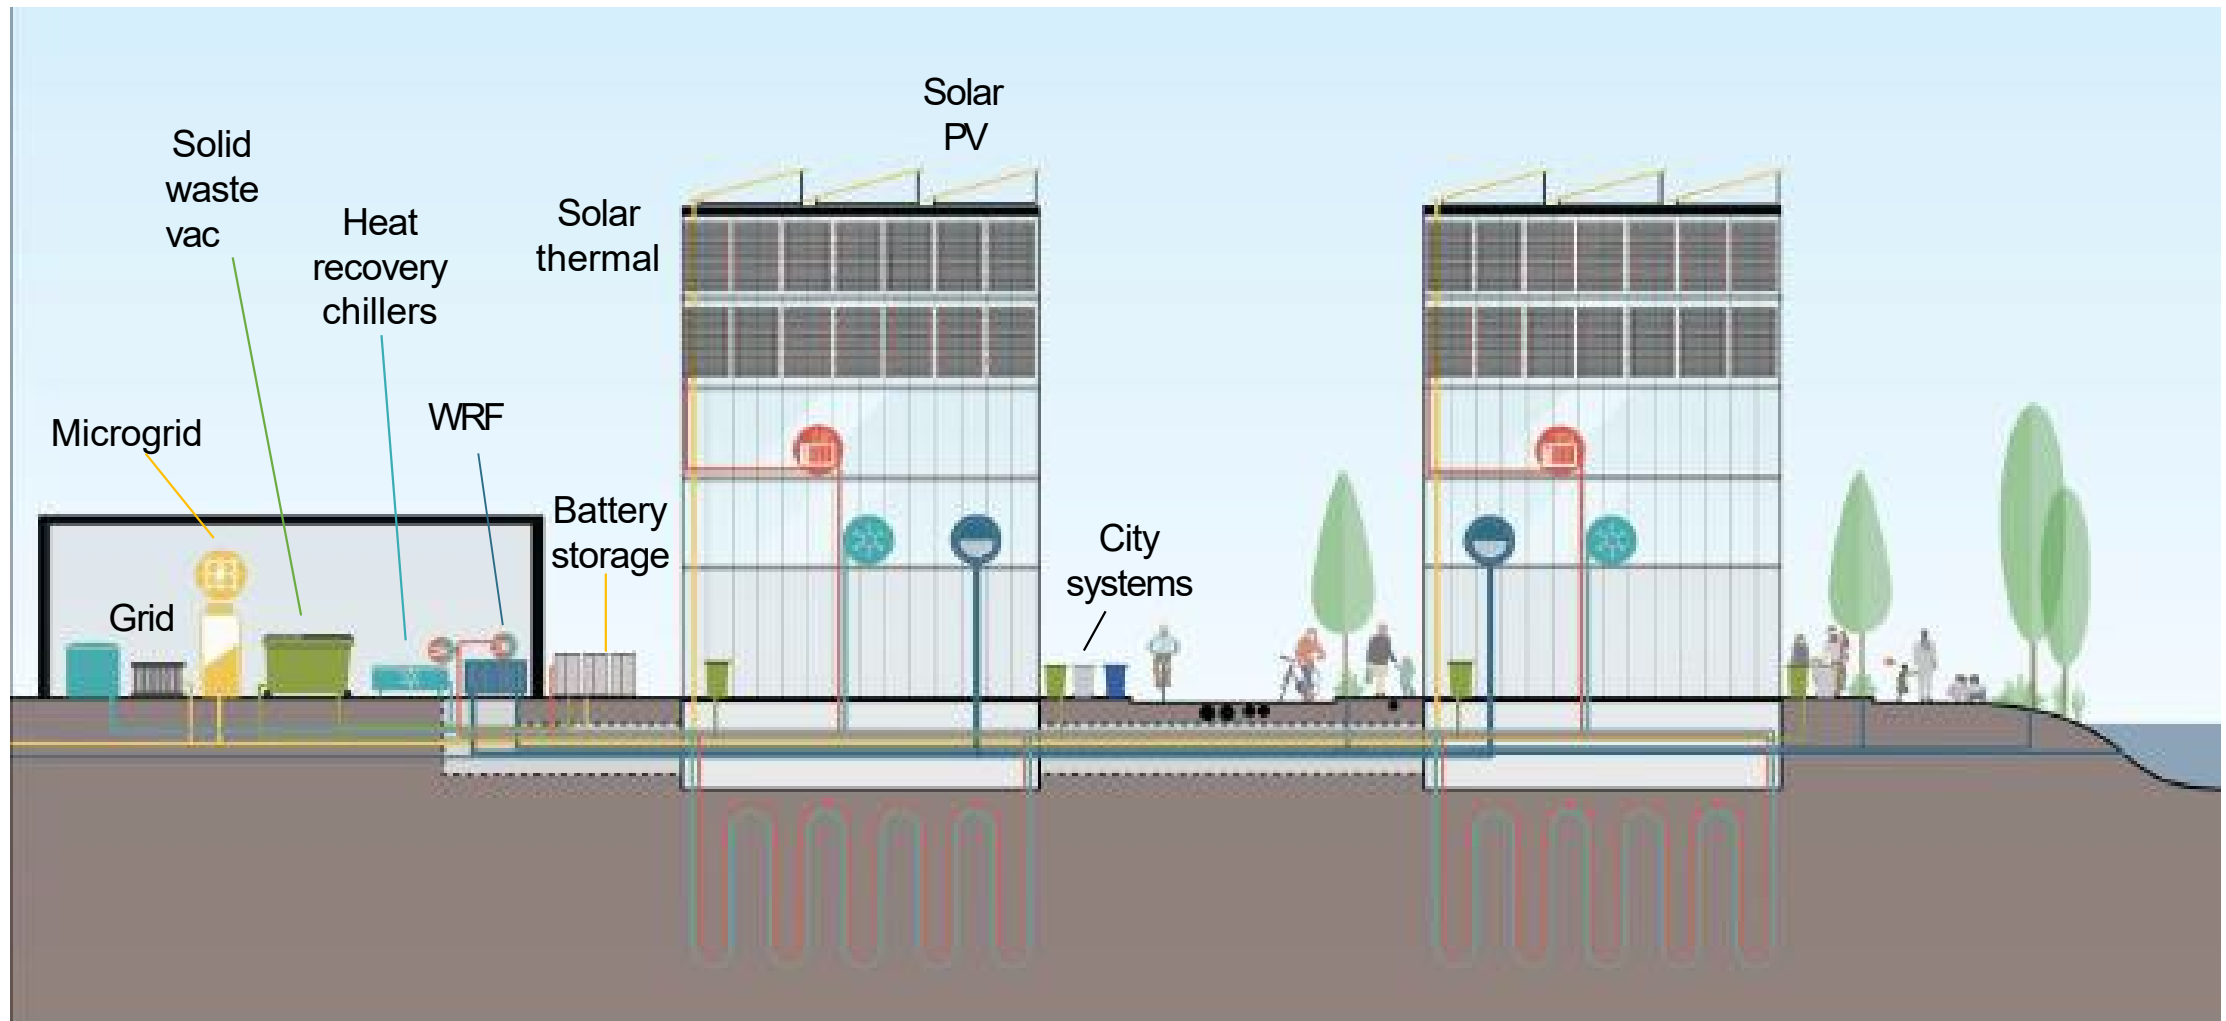 Solar
PV
Solid
waste
vac
Heat
recovery
chillers
Solar
thermal
Microgrid
WRF
Battery
storage
City
systems
Grid